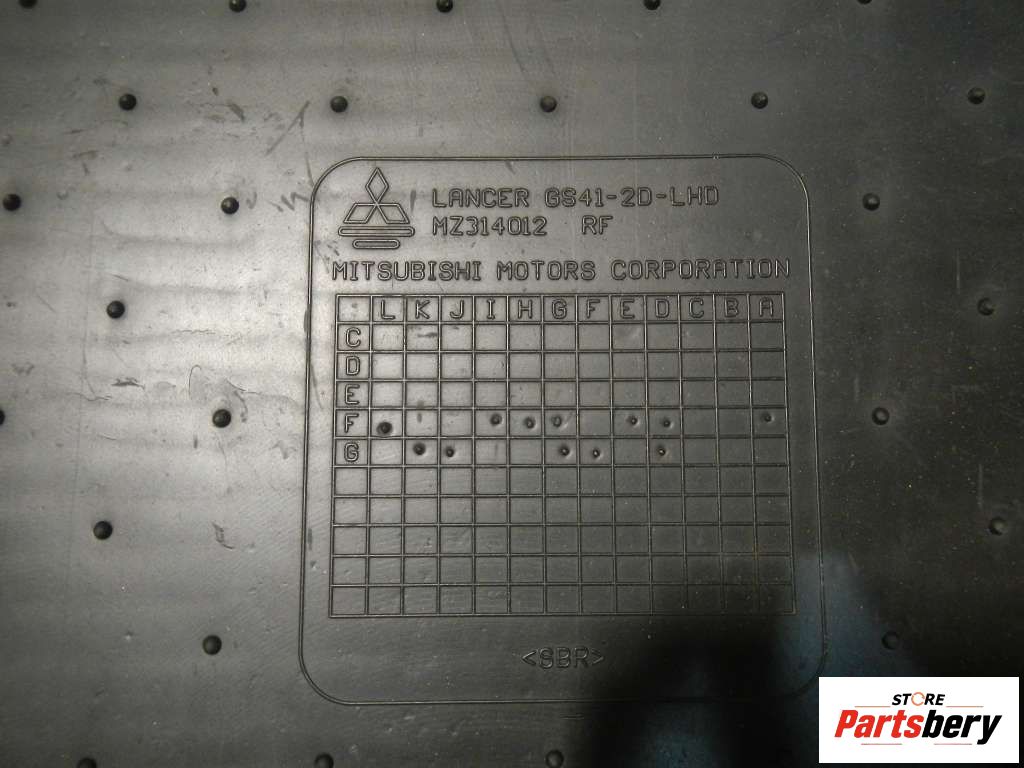 LANCER GS41-2D-LHD
MZ314012 RF
MITSUBISHI MOTORS CORPORATION
L K J I H G F E D C B A
C
D
E
F
G
<SBR>
STORE
Partsbery